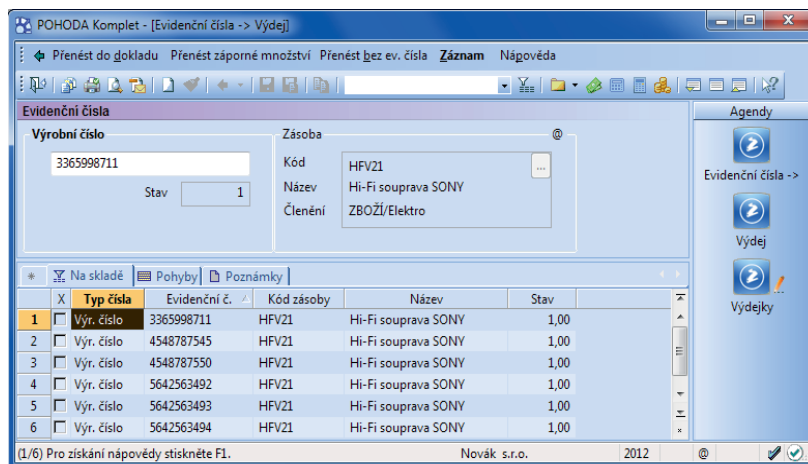 POHODA Komplet - [Evidenční čísla -> Výdej]
Přenést do dokladu Přenést záporné množství Přenést bez ev. čísla Záznam Nápověda
Evidenční čísla
Agendy
Výrobní číslo
Zásoba @
3365998711
Kód HFV21 ...
Stav 1
Název Hi-Fi souprava SONY
Členění ZBOŽÍ/Elektro
Evidenční čísla ->
Výdej
Výdejky
* Na skladě Pohyby Poznámky
X Typ čísla Evidenční č. Kód zásoby Název Stav
1 Výr. číslo 3365998711 HFV21 Hi-Fi souprava SONY 1,00
2 Výr. číslo 4548787545 HFV21 Hi-Fi souprava SONY 1,00
3 Výr. číslo 4548787550 HFV21 Hi-Fi souprava SONY 1,00
4 Výr. číslo 5642563492 HFV21 Hi-Fi souprava SONY 1,00
5 Výr. číslo 5642563493 HFV21 Hi-Fi souprava SONY 1,00
6 Výr. číslo 5642563494 HFV21 Hi-Fi souprava SONY 1,00
(1/6) Pro získání nápovědy stiskněte F1. Novák s.r.o. 2012 @